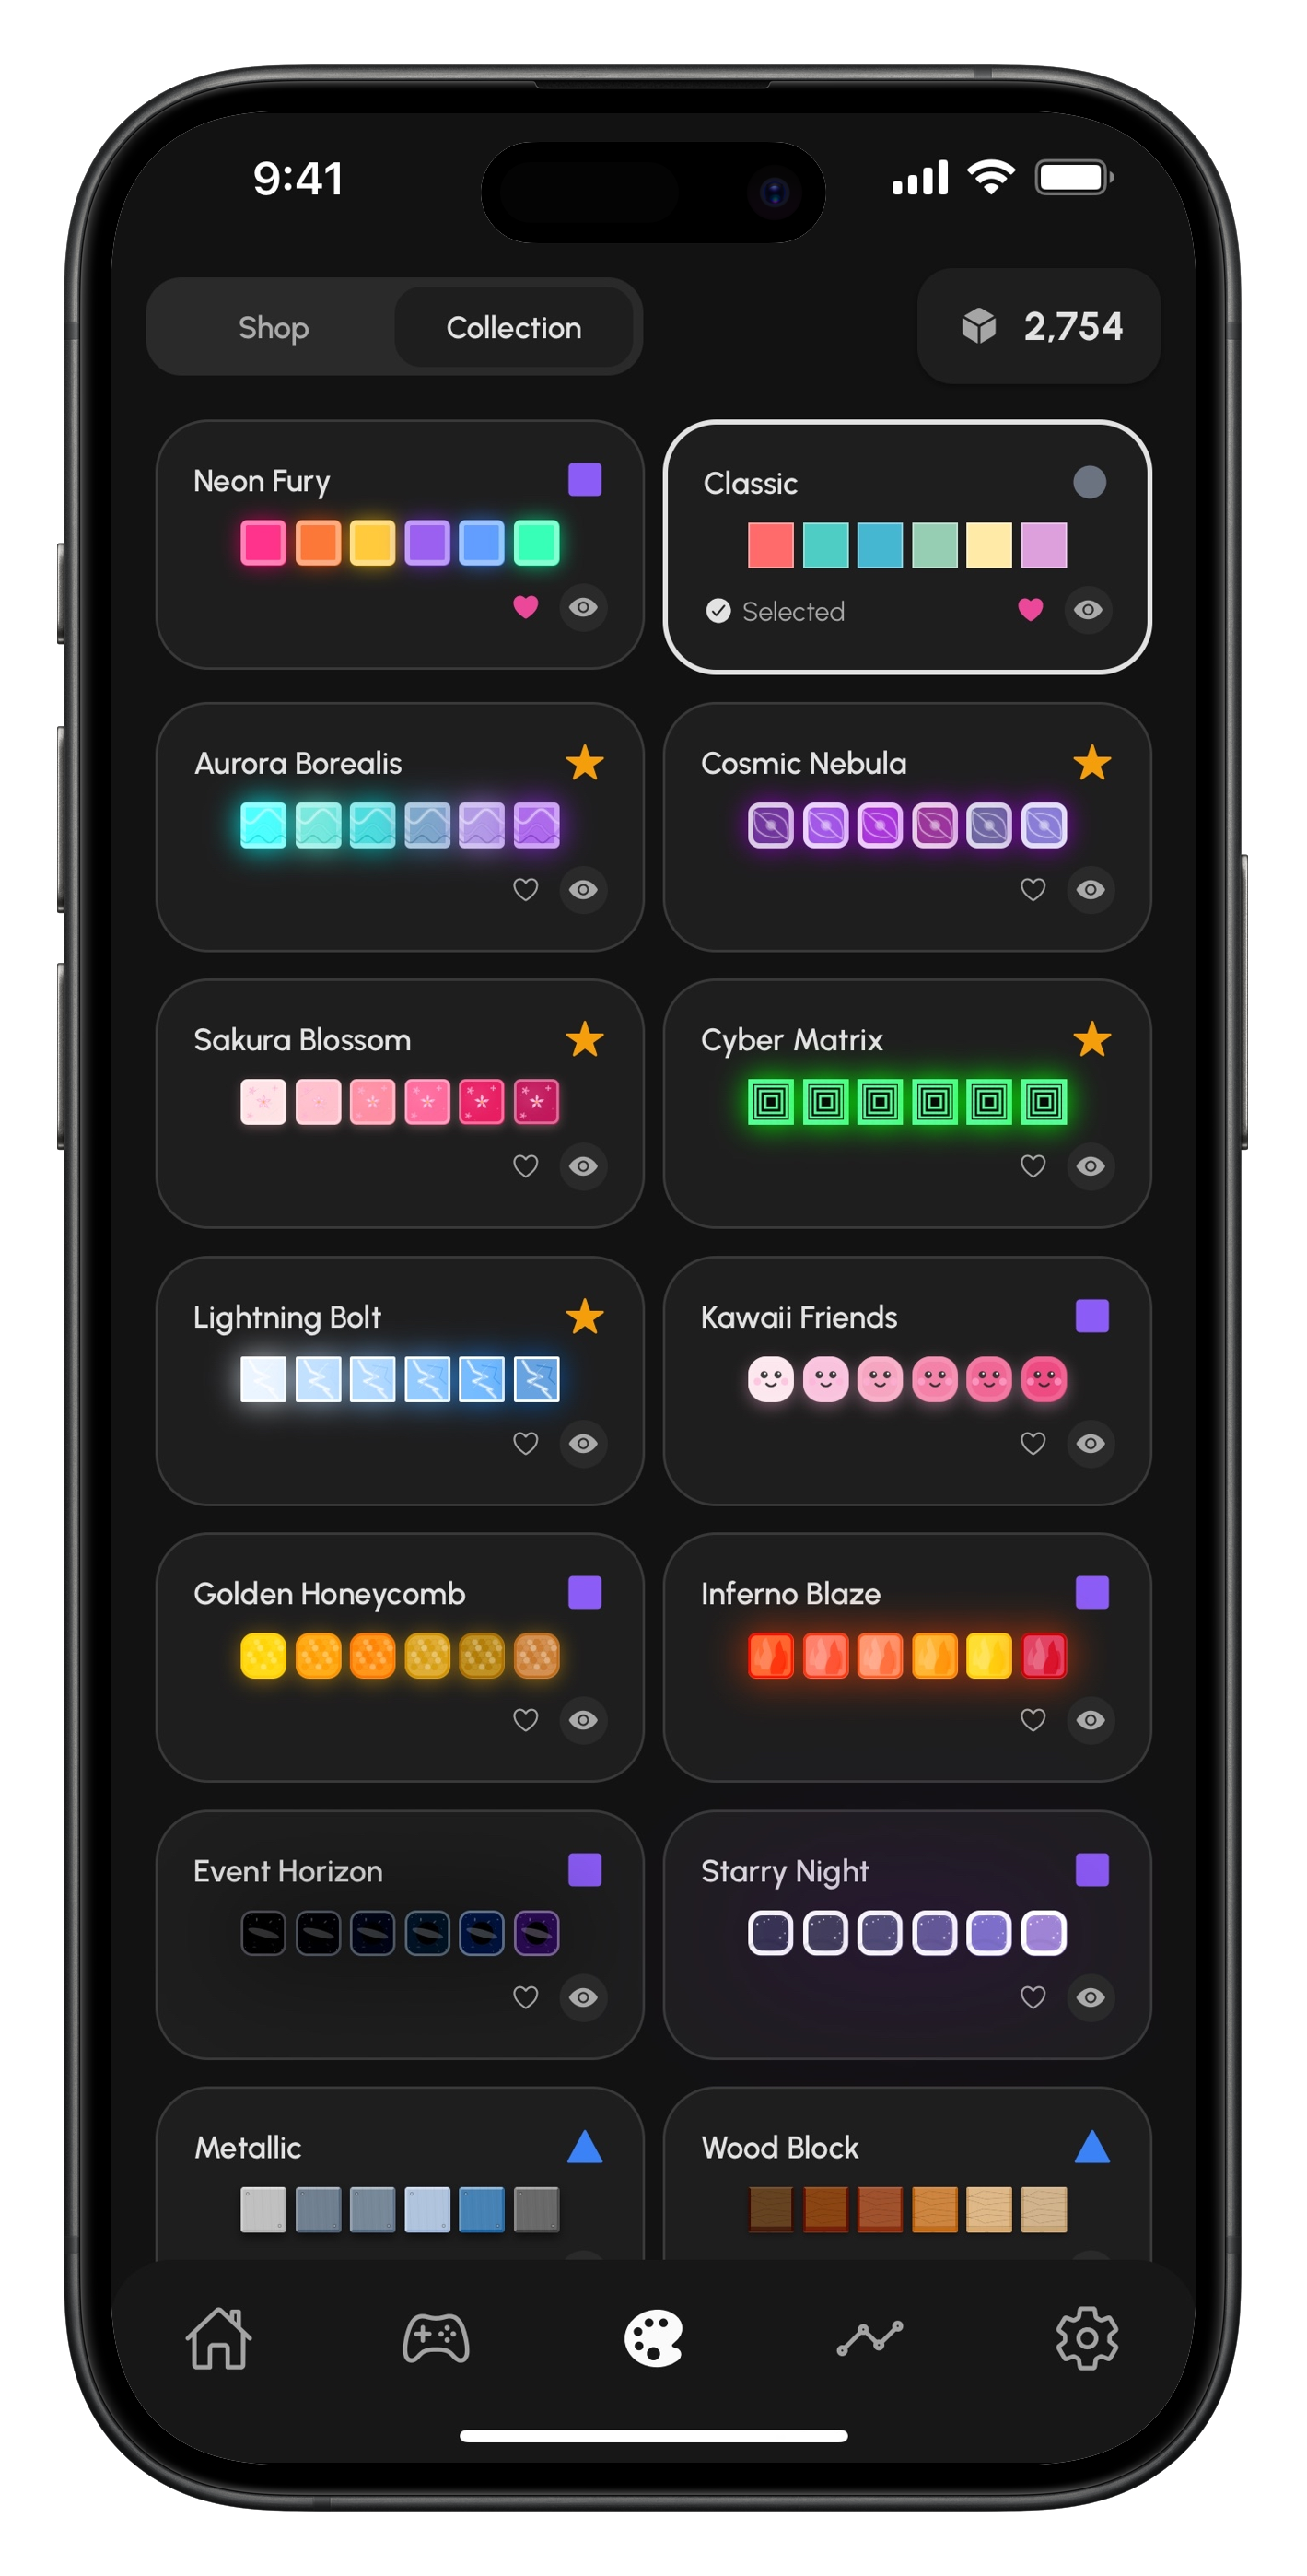 9:41
Shop Collection 2,754
Neon Fury
Classic
Selected
Aurora Borealis
Cosmic Nebula
Sakura Blossom
Cyber Matrix
Lightning Bolt
Kawaii Friends
Golden Honeycomb
Inferno Blaze
Event Horizon
Starry Night
Metallic
Wood Block